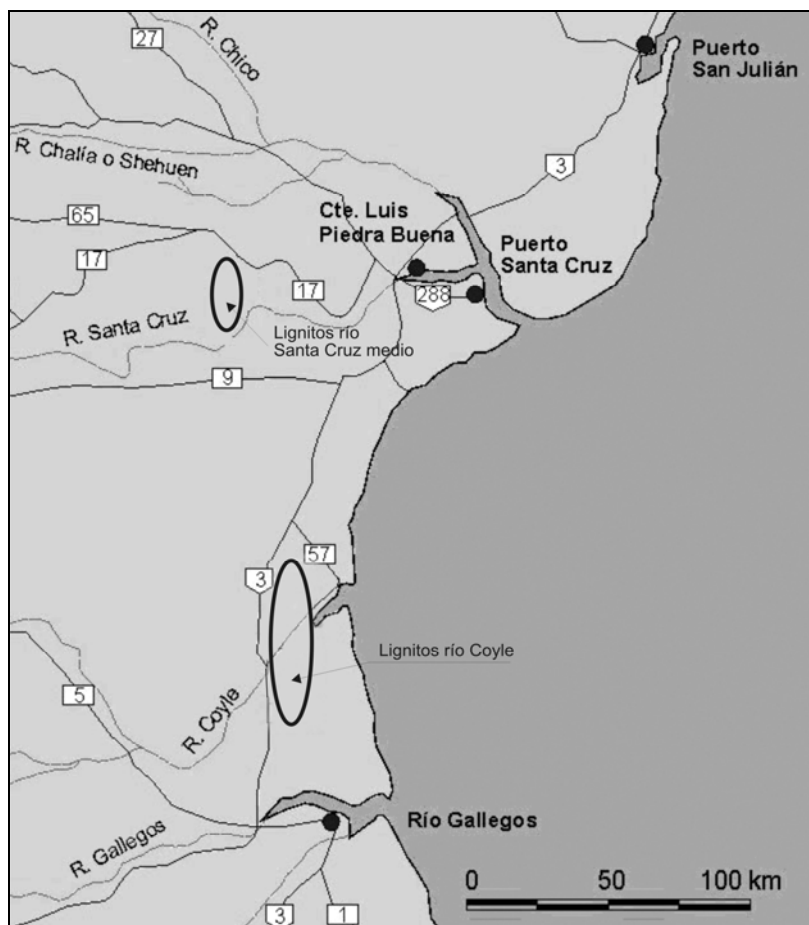 27
R. Chico
Puerto
San Julián
R. Chalía o Shehuen
3
65
Cte. Luis
Piedra Buena
Puerto
Santa Cruz
17
17
288
R. Santa Cruz
Lignitos río
Santa Cruz medio
9
57
3
Lignitos río Coyle
5
R. Coyle
Río Gallegos
R. Gallegos
0 50 100 km
3
1